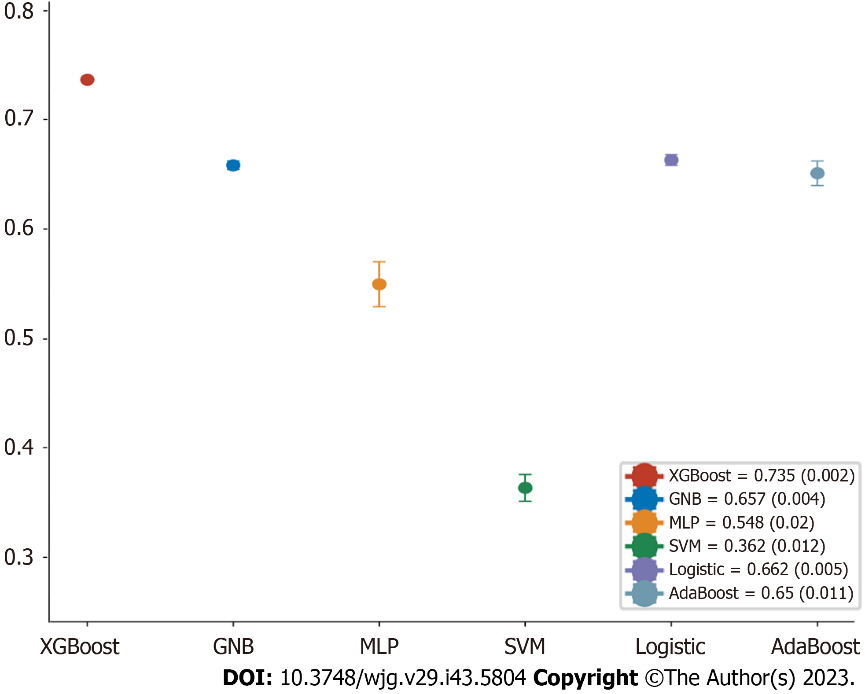 0.8
0.7
0.6
0.5
0.4
0.3
XGBoost = 0.735 (0.002)
GNB = 0.657 (0.004)
MLP = 0.548 (0.02)
SVM = 0.362 (0.012)
Logistic = 0.662 (0.005)
AdaBoost = 0.65 (0.011)
XGBoost GNB MLP SVM Logistic AdaBoost
DOI: 10.3748/wjg.v29.i43.5804 Copyright ©The Author(s) 2023.